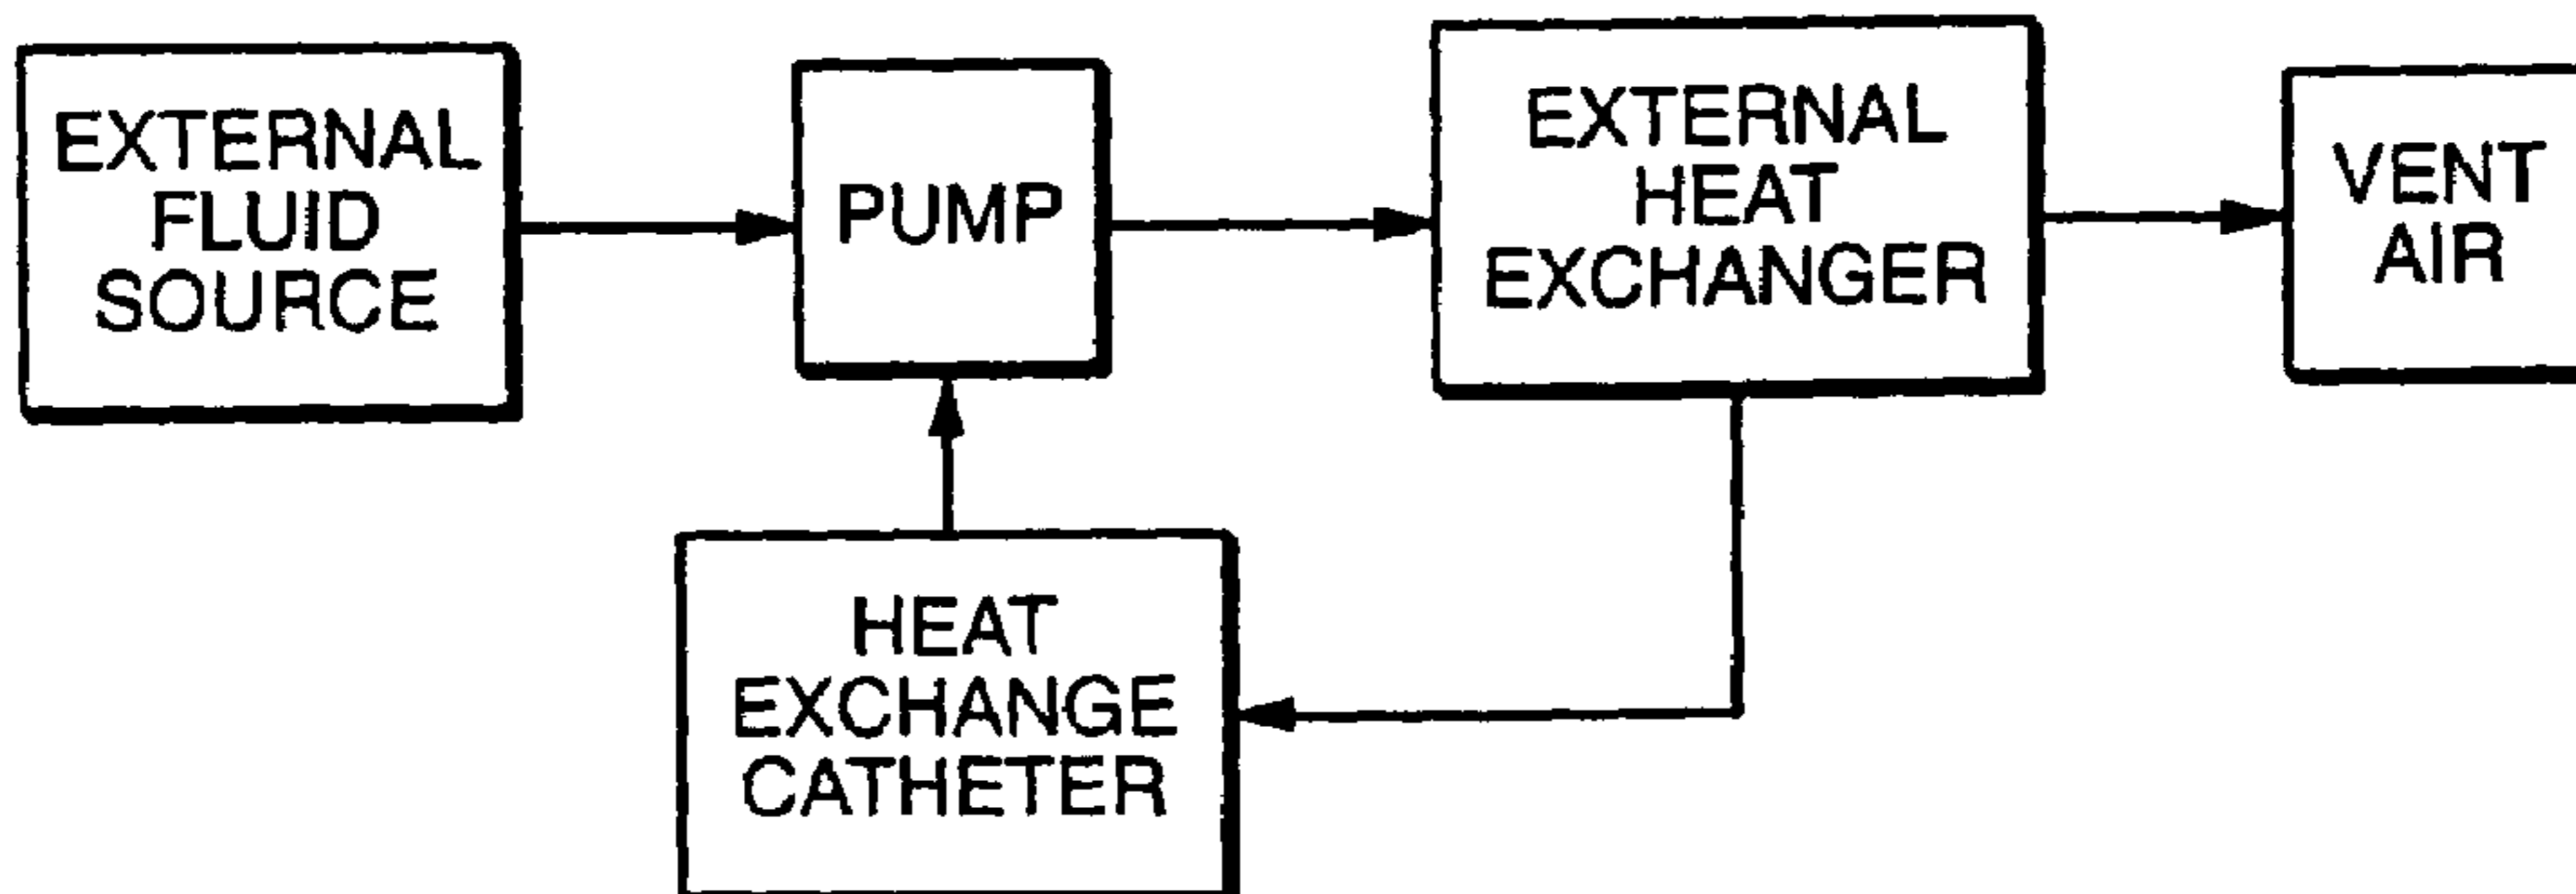 EXTERNAL
FLUID
SOURCE
PUMP
EXTERNAL
HEAT
EXCHANGER
VENT
AIR
HEAT
EXCHANGE
CATHETER